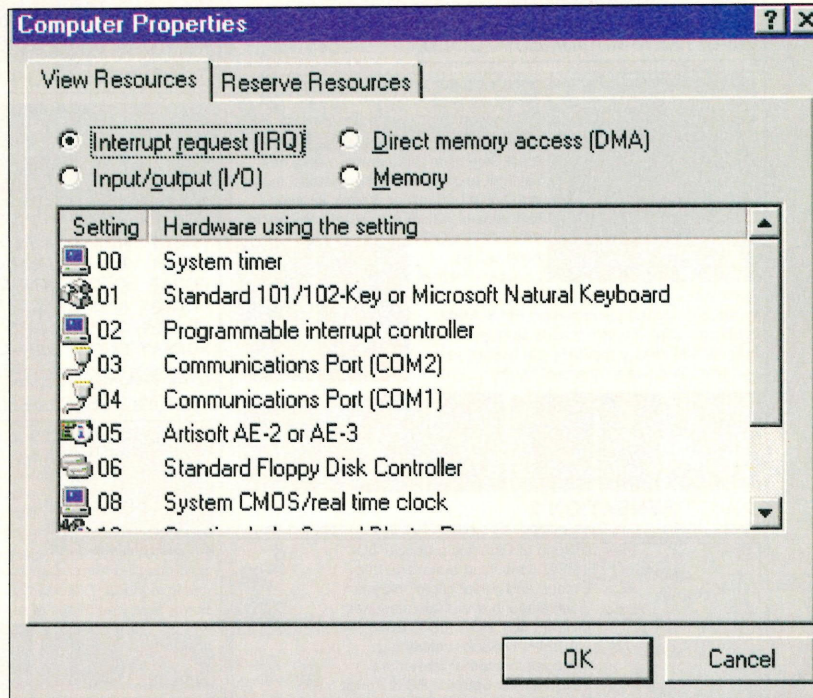 Computer Properties
View Resources
Reserve Resources
Interrupt request (IRQ)
Direct memory access (DMA)
Input/output (I/O)
Memory
Setting Hardware using the setting
00 System timer
01 Standard 101/102-Key or Microsoft Natural Keyboard
02 Programmable interrupt controller
03 Communications Port (COM2)
04 Communications Port (COM1)
05 Artisoft AE-2 or AE-3
06 Standard Floppy Disk Controller
08 System CMOS/real time clock
OK
Cancel